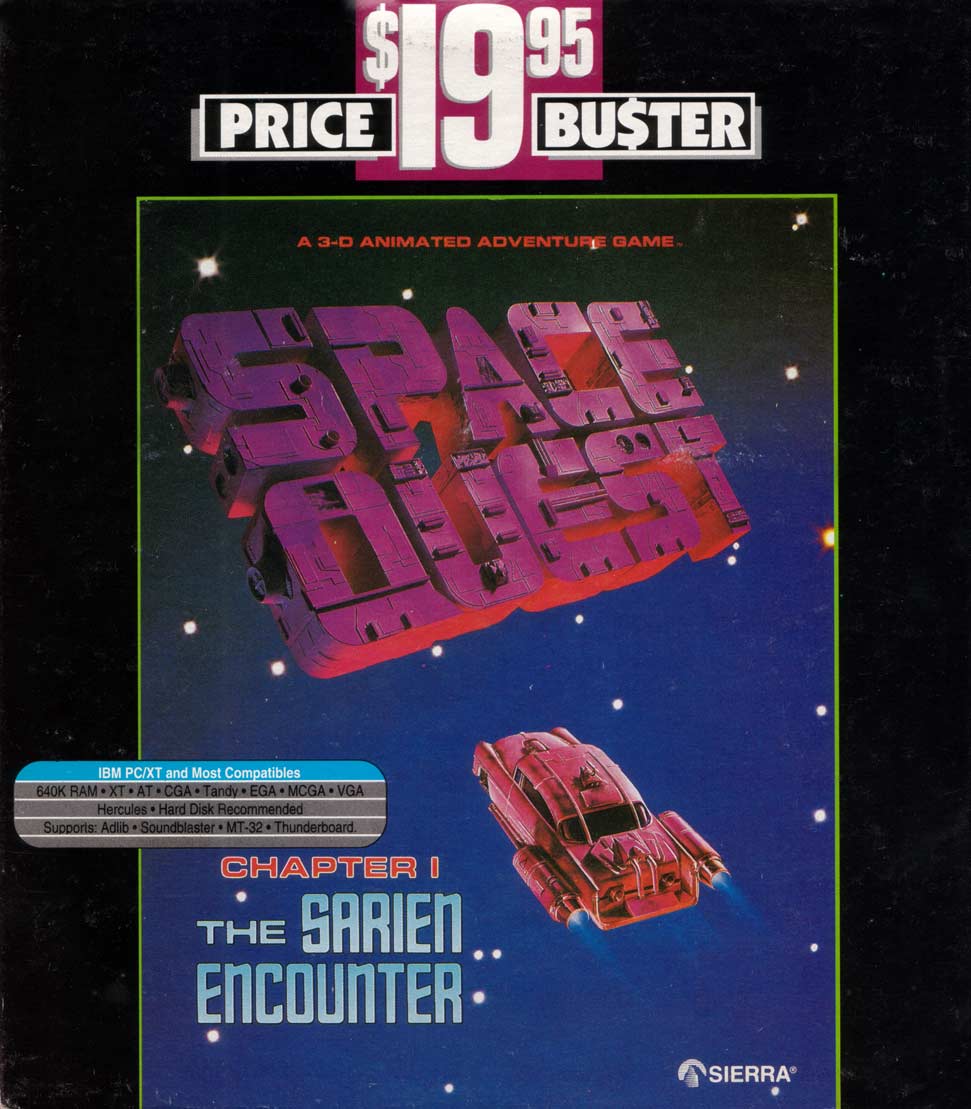 $19.95
PRICE BU$TER
A 3-D ANIMATED ADVENTURE GAME™
SPACE
QUEST
IBM PC/XT and Most Compatibles
640K RAM • XT • AT • CGA • Tandy • EGA • MCGA • VGA
Hercules • Hard Disk Recommended
Supports: Adlib • Soundblaster • MT-32 • Thunderboard.
CHAPTER I
THE SARIEN
ENCOUNTER
SIERRA®